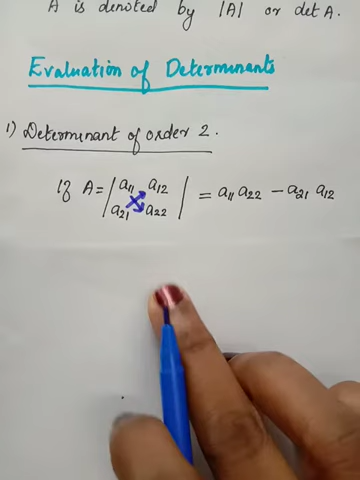 A is denoted by |A| or det A.
Evaluation of Determinants
1) Determinant of order 2.
If A = | a₁₁ a₁₂ | = a₁₁ a₂₂ − a₂₁ a₁₂
| a₂₁ a₂₂ |